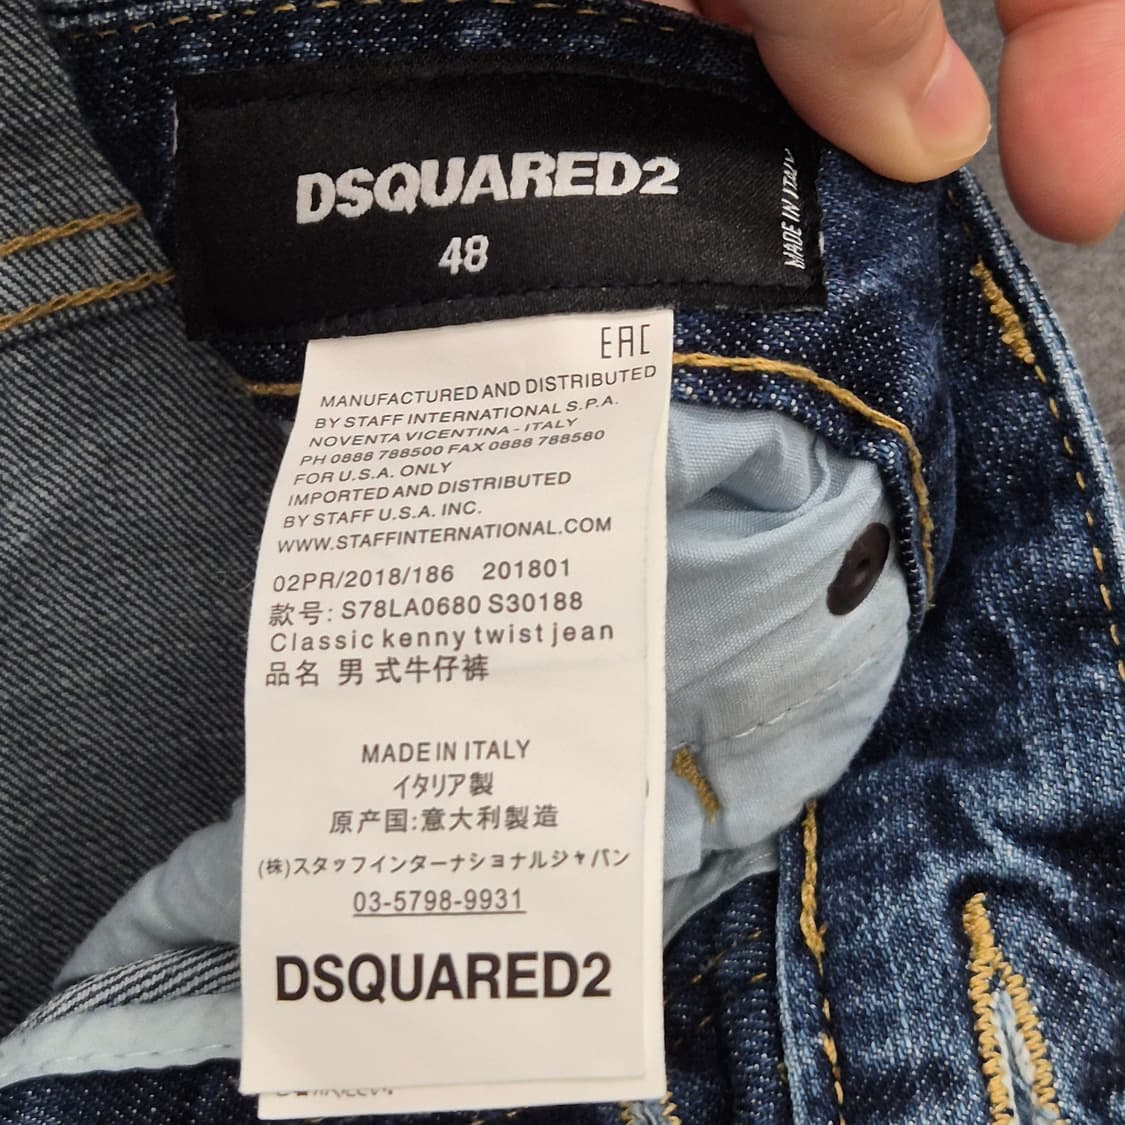 DSQUARED2
48
MADE IN ITALY
EAC
MANUFACTURED AND DISTRIBUTED
BY STAFF INTERNATIONAL S.P.A.
NOVENTA VICENTINA - ITALY
PH 0888 788500 FAX 0888 788580
FOR U.S.A. ONLY
IMPORTED AND DISTRIBUTED
BY STAFF U.S.A. INC.
WWW.STAFFINTERNATIONAL.COM
02PR/2018/186 201801
款号: S78LA0680 S30188
Classic kenny twist jean
品名 男式牛仔裤
MADE IN ITALY
イタリア製
原产国:意大利製造
(株)スタッフインターナショナルジャパン
03-5798-9931
DSQUARED2